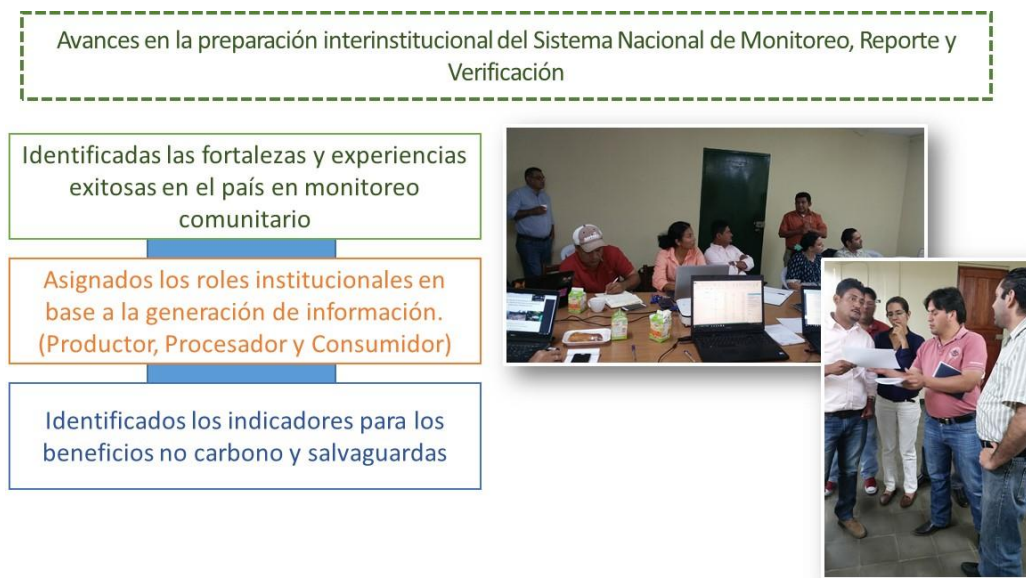 Avances en la preparación interinstitucional del Sistema Nacional de Monitoreo, Reporte y
Verificación
Identificadas las fortalezas y experiencias
exitosas en el país en monitoreo
comunitario
Asignados los roles institucionales en
base a la generación de información.
(Productor, Procesador y Consumidor)
Identificados los indicadores para los
beneficios no carbono y salvaguardas